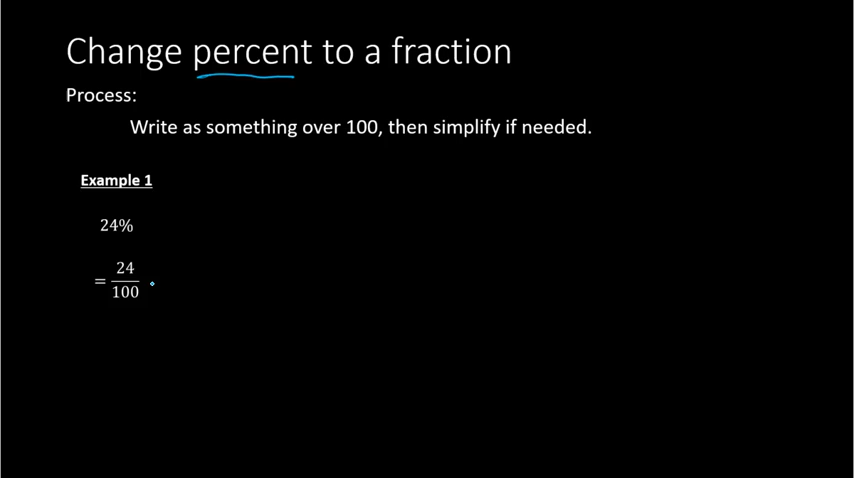 Change percent to a fraction
Process:
Write as something over 100, then simplify if needed.
Example 1
24%
= 24/100